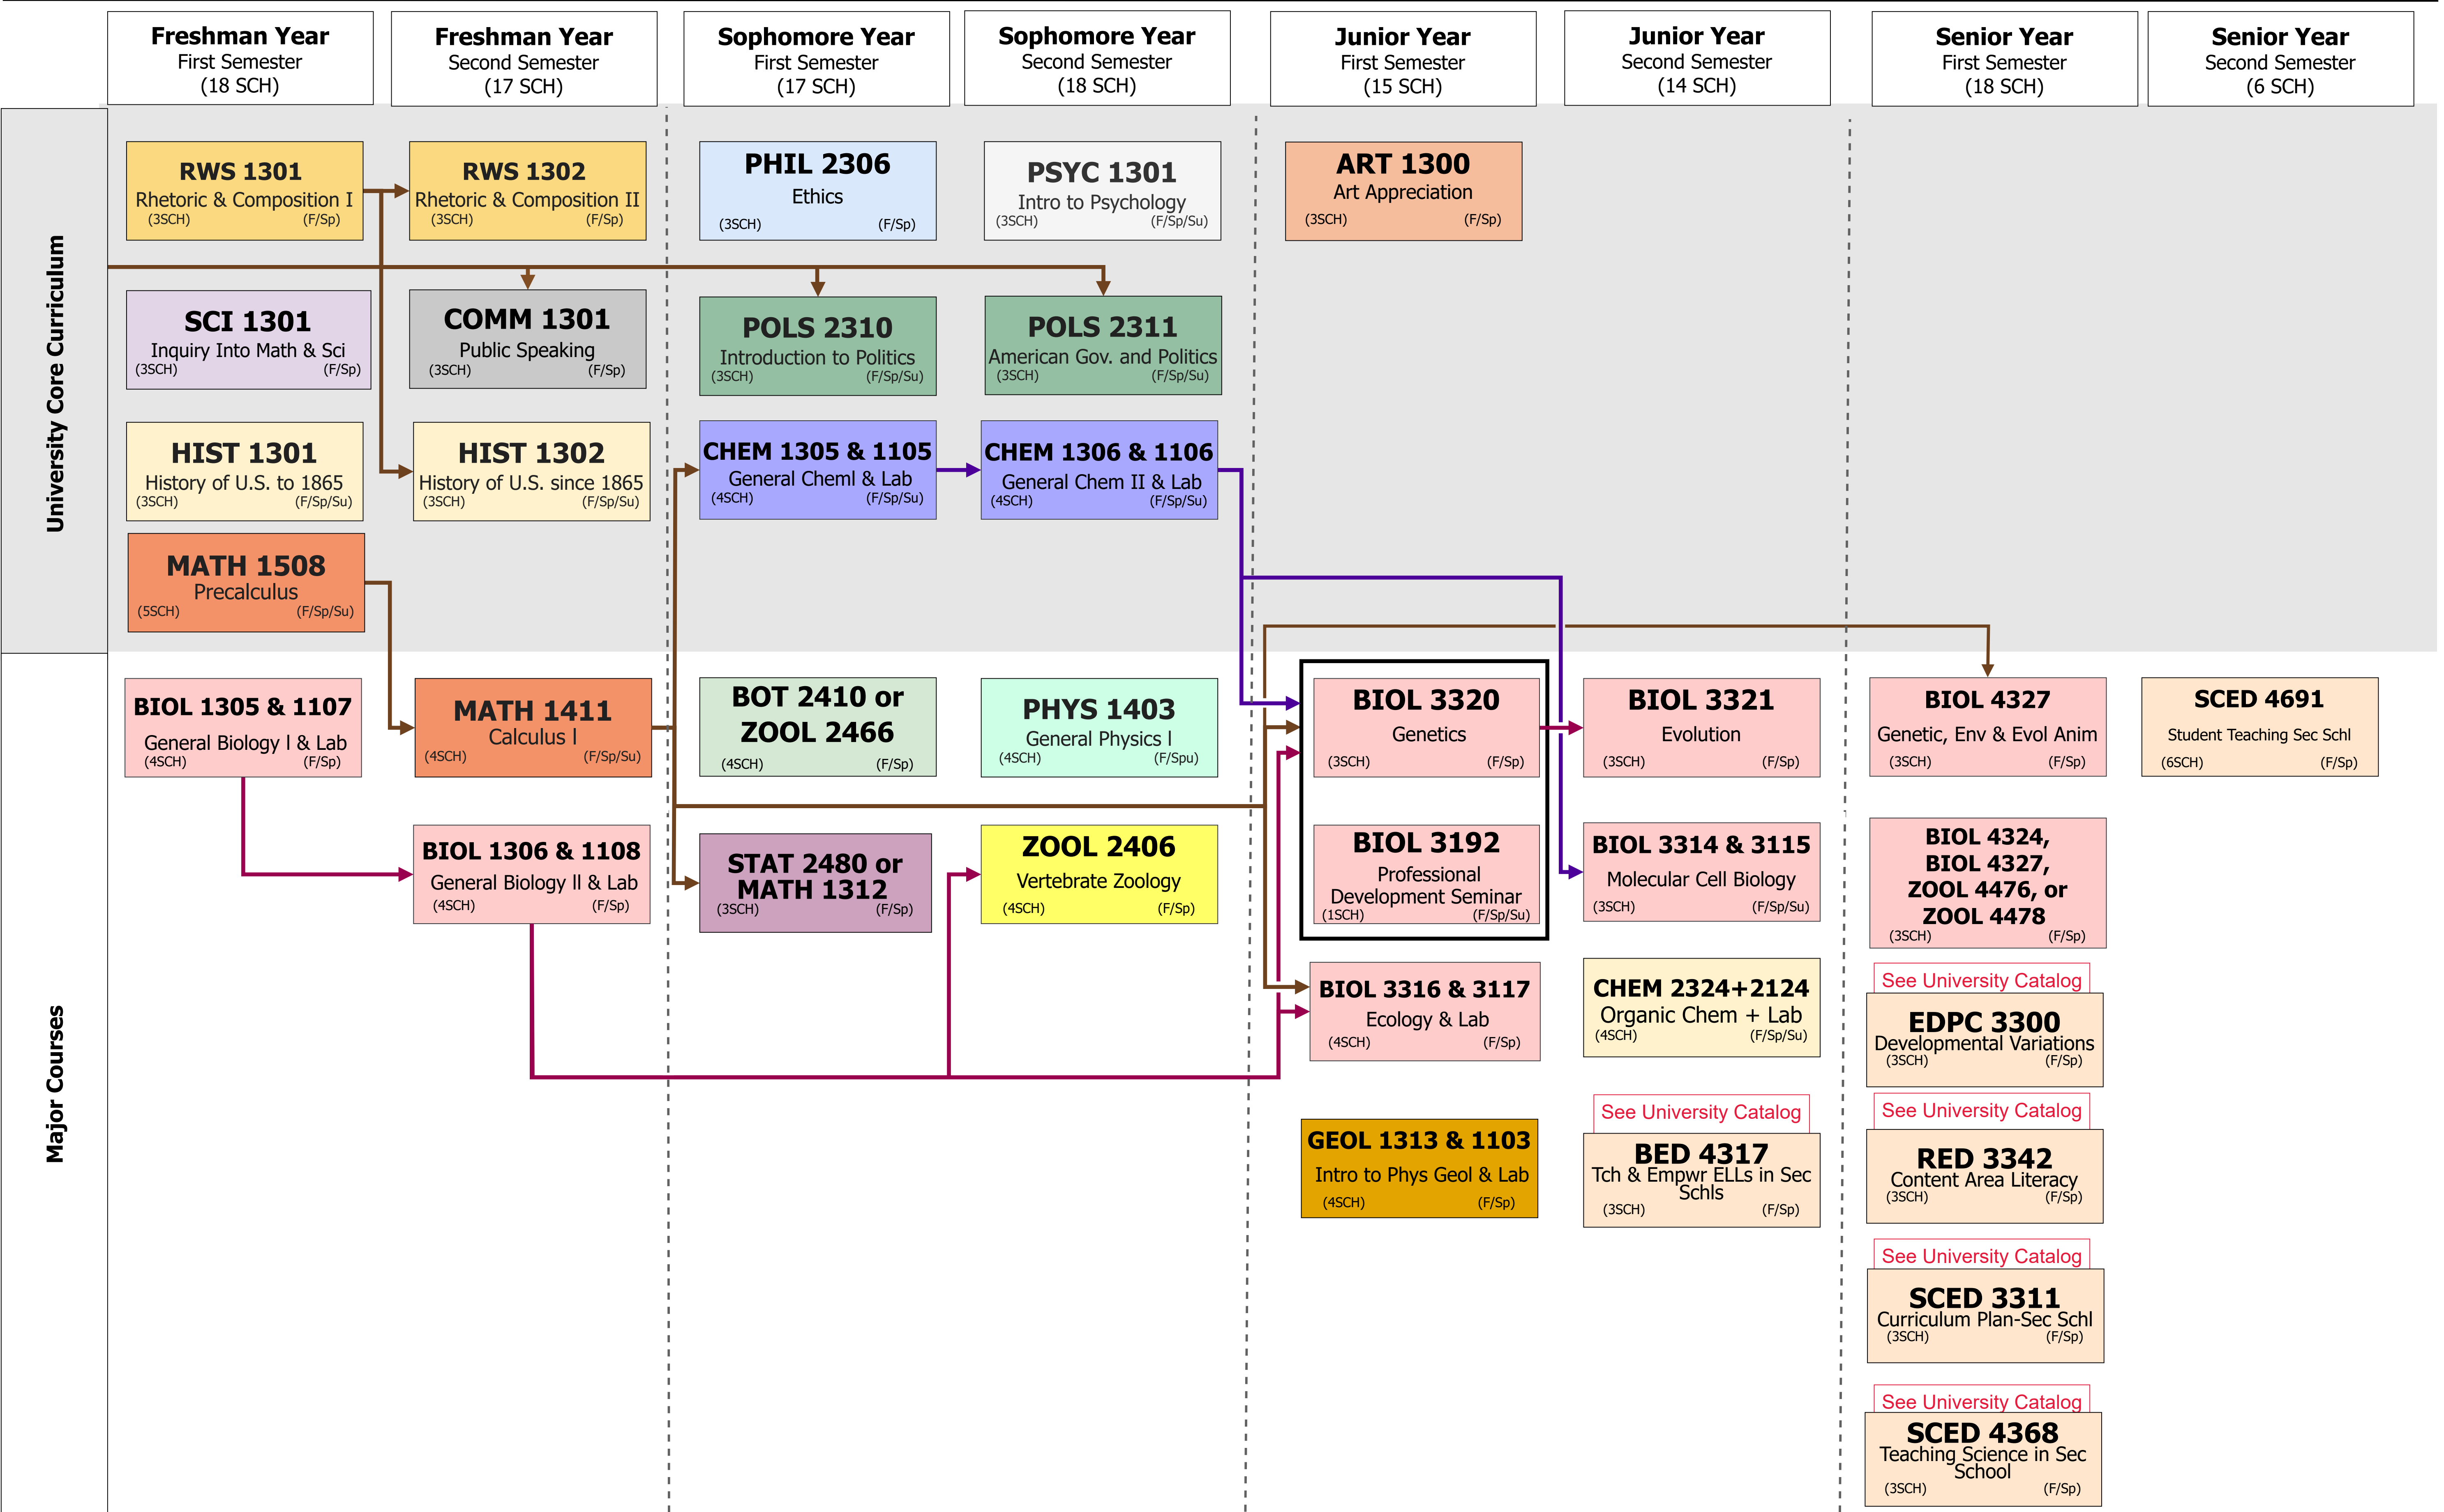 Freshman Year
First Semester
(18 SCH)
Freshman Year
Second Semester
(17 SCH)
Sophomore Year
First Semester
(17 SCH)
Sophomore Year
Second Semester
(18 SCH)
Junior Year
First Semester
(15 SCH)
Junior Year
Second Semester
(14 SCH)
Senior Year
First Semester
(18 SCH)
Senior Year
Second Semester
(6 SCH)
University Core Curriculum
RWS 1301
Rhetoric & Composition I
(3SCH) (F/Sp)
RWS 1302
Rhetoric & Composition II
(3SCH) (F/Sp)
PHIL 2306
Ethics
(3SCH) (F/Sp)
PSYC 1301
Intro to Psychology
(3SCH) (F/Sp/Su)
ART 1300
Art Appreciation
(3SCH) (F/Sp)
SCI 1301
Inquiry Into Math & Sci
(3SCH) (F/Sp)
COMM 1301
Public Speaking
(3SCH) (F/Sp)
POLS 2310
Introduction to Politics
(3SCH) (F/Sp/Su)
POLS 2311
American Gov. and Politics
(3SCH) (F/Sp/Su)
HIST 1301
History of U.S. to 1865
(3SCH) (F/Sp/Su)
HIST 1302
History of U.S. since 1865
(3SCH) (F/Sp/Su)
CHEM 1305 & 1105
General ChemI & Lab
(4SCH) (F/Sp/Su)
CHEM 1306 & 1106
General Chem II & Lab
(4SCH) (F/Sp/Su)
MATH 1508
Precalculus
(5SCH) (F/Sp/Su)
Major Courses
BIOL 1305 & 1107
General Biology l & Lab
(4SCH) (F/Sp)
MATH 1411
Calculus l
(4SCH) (F/Sp/Su)
BOT 2410 or
ZOOL 2466
(4SCH) (F/Sp)
PHYS 1403
General Physics l
(4SCH) (F/Spu)
BIOL 3320
Genetics
(3SCH) (F/Sp)
BIOL 3321
Evolution
(3SCH) (F/Sp)
BIOL 4327
Genetic, Env & Evol Anim
(3SCH) (F/Sp)
SCED 4691
Student Teaching Sec Schl
(6SCH) (F/Sp)
BIOL 1306 & 1108
General Biology ll & Lab
(4SCH) (F/Sp)
STAT 2480 or
MATH 1312
(3SCH) (F/Sp)
ZOOL 2406
Vertebrate Zoology
(4SCH) (F/Sp)
BIOL 3192
Professional
Development Seminar
(1SCH) (F/Sp/Su)
BIOL 3314 & 3115
Molecular Cell Biology
(3SCH) (F/Sp/Su)
BIOL 4324,
BIOL 4327,
ZOOL 4476, or
ZOOL 4478
(3SCH) (F/Sp)
BIOL 3316 & 3117
Ecology & Lab
(4SCH) (F/Sp)
CHEM 2324+2124
Organic Chem + Lab
(4SCH) (F/Sp/Su)
See University Catalog
EDPC 3300
Developmental Variations
(3SCH) (F/Sp)
GEOL 1313 & 1103
Intro to Phys Geol & Lab
(4SCH) (F/Sp)
See University Catalog
BED 4317
Tch & Empwr ELLs in Sec
Schls
(3SCH) (F/Sp)
See University Catalog
RED 3342
Content Area Literacy
(3SCH) (F/Sp)
See University Catalog
SCED 3311
Curriculum Plan-Sec Schl
(3SCH) (F/Sp)
See University Catalog
SCED 4368
Teaching Science in Sec
School
(3SCH) (F/Sp)